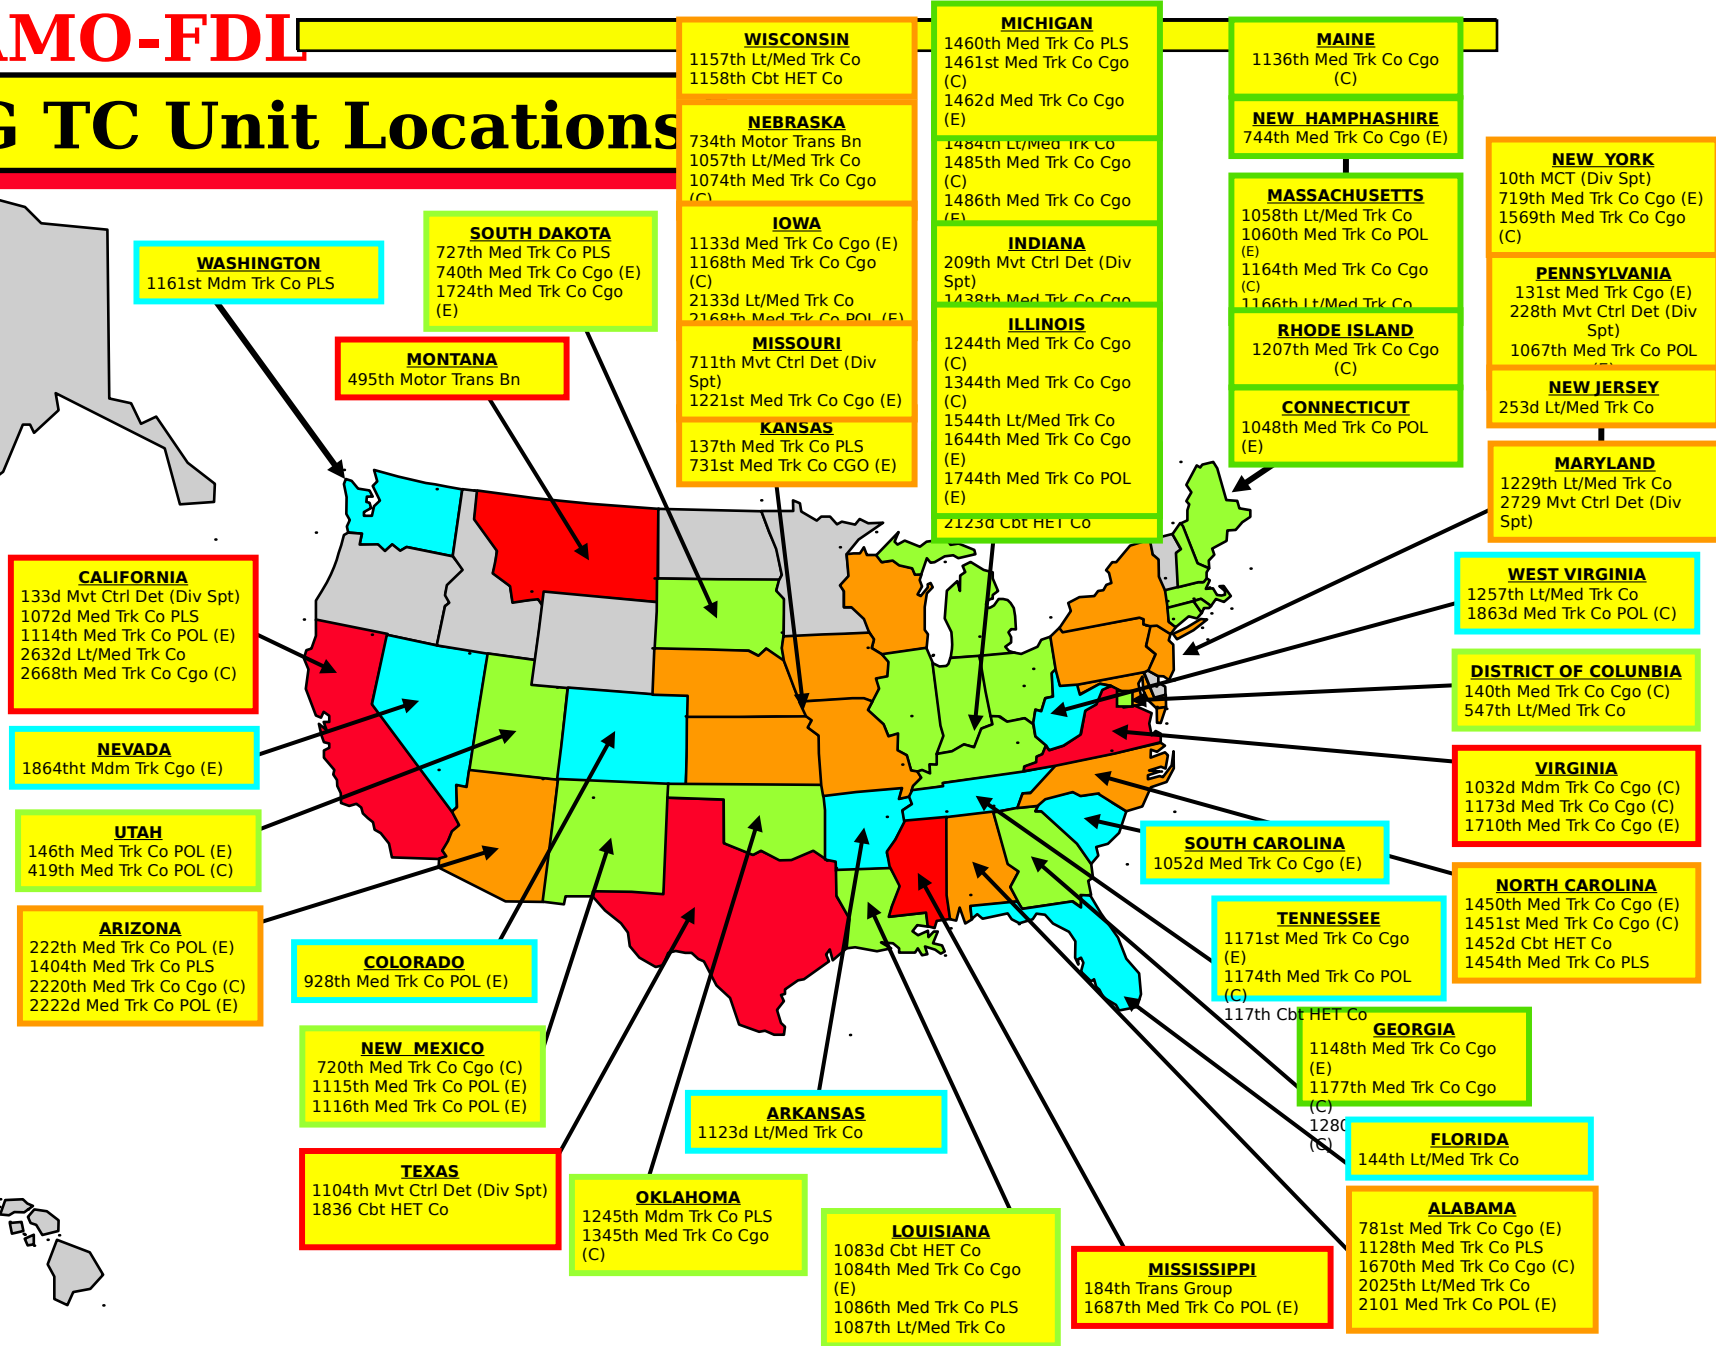 AMO-FDL
G TC Unit Locations
WISCONSIN
1157th Lt/Med Trk Co
1158th Cbt HET Co
NEBRASKA
734th Motor Trans Bn
1057th Lt/Med Trk Co
1074th Med Trk Co Cgo
(C)
IOWA
1133d Med Trk Co Cgo (E)
1168th Med Trk Co Cgo
(C)
2133d Lt/Med Trk Co
2168th Med Trk Co POL (E)
MISSOURI
711th Mvt Ctrl Det (Div
Spt)
1221st Med Trk Co Cgo (E)
KANSAS
137th Med Trk Co PLS
731st Med Trk Co CGO (E)
MICHIGAN
1460th Med Trk Co PLS
1461st Med Trk Co Cgo
(C)
1462d Med Trk Co Cgo
(E)
1484th Lt/Med Trk Co
1485th Med Trk Co Cgo
(C)
1486th Med Trk Co Cgo
(E)
INDIANA
209th Mvt Ctrl Det (Div
Spt)
1438th Med Trk Co Cgo
ILLINOIS
1244th Med Trk Co Cgo
(C)
1344th Med Trk Co Cgo
(C)
1544th Lt/Med Trk Co
1644th Med Trk Co Cgo
(E)
1744th Med Trk Co POL
(E)
2123d Cbt HET Co
MAINE
1136th Med Trk Co Cgo
(C)
NEW HAMPHASHIRE
744th Med Trk Co Cgo (E)
MASSACHUSETTS
1058th Lt/Med Trk Co
1060th Med Trk Co POL
(E)
1164th Med Trk Co Cgo
(C)
1166th Lt/Med Trk Co
RHODE ISLAND
1207th Med Trk Co Cgo
(C)
CONNECTICUT
1048th Med Trk Co POL
(E)
NEW YORK
10th MCT (Div Spt)
719th Med Trk Co Cgo (E)
1569th Med Trk Co Cgo
(C)
PENNSYLVANIA
131st Med Trk Cgo (E)
228th Mvt Ctrl Det (Div
Spt)
1067th Med Trk Co POL
NEW JERSEY
253d Lt/Med Trk Co
MARYLAND
1229th Lt/Med Trk Co
2729 Mvt Ctrl Det (Div
Spt)
WASHINGTON
1161st Mdm Trk Co PLS
SOUTH DAKOTA
727th Med Trk Co PLS
740th Med Trk Co Cgo (E)
1724th Med Trk Co Cgo
(E)
MONTANA
495th Motor Trans Bn
CALIFORNIA
133d Mvt Ctrl Det (Div Spt)
1072d Med Trk Co PLS
1114th Med Trk Co POL (E)
2632d Lt/Med Trk Co
2668th Med Trk Co Cgo (C)
NEVADA
1864tht Mdm Trk Cgo (E)
UTAH
146th Med Trk Co POL (E)
419th Med Trk Co POL (C)
ARIZONA
222th Med Trk Co POL (E)
1404th Med Trk Co PLS
2220th Med Trk Co Cgo (C)
2222d Med Trk Co POL (E)
COLORADO
928th Med Trk Co POL (E)
NEW MEXICO
720th Med Trk Co Cgo (C)
1115th Med Trk Co POL (E)
1116th Med Trk Co POL (E)
TEXAS
1104th Mvt Ctrl Det (Div Spt)
1836 Cbt HET Co
OKLAHOMA
1245th Mdm Trk Co PLS
1345th Med Trk Co Cgo
(C)
ARKANSAS
1123d Lt/Med Trk Co
LOUISIANA
1083d Cbt HET Co
1084th Med Trk Co Cgo
(E)
1086th Med Trk Co PLS
1087th Lt/Med Trk Co
MISSISSIPPI
184th Trans Group
1687th Med Trk Co POL (E)
WEST VIRGINIA
1257th Lt/Med Trk Co
1863d Med Trk Co POL (C)
DISTRICT OF COLUNBIA
140th Med Trk Co Cgo (C)
547th Lt/Med Trk Co
VIRGINIA
1032d Mdm Trk Co Cgo (C)
1173d Med Trk Co Cgo (C)
1710th Med Trk Co Cgo (E)
SOUTH CAROLINA
1052d Med Trk Co Cgo (E)
NORTH CAROLINA
1450th Med Trk Co Cgo (E)
1451st Med Trk Co Cgo (C)
1452d Cbt HET Co
1454th Med Trk Co PLS
TENNESSEE
1171st Med Trk Co Cgo
(E)
1174th Med Trk Co POL
(C)
117th Cbt HET Co
GEORGIA
1148th Med Trk Co Cgo
(E)
1177th Med Trk Co Cgo
(C)
1280
(C)
FLORIDA
144th Lt/Med Trk Co
ALABAMA
781st Med Trk Co Cgo (E)
1128th Med Trk Co PLS
1670th Med Trk Co Cgo (C)
2025th Lt/Med Trk Co
2101 Med Trk Co POL (E)